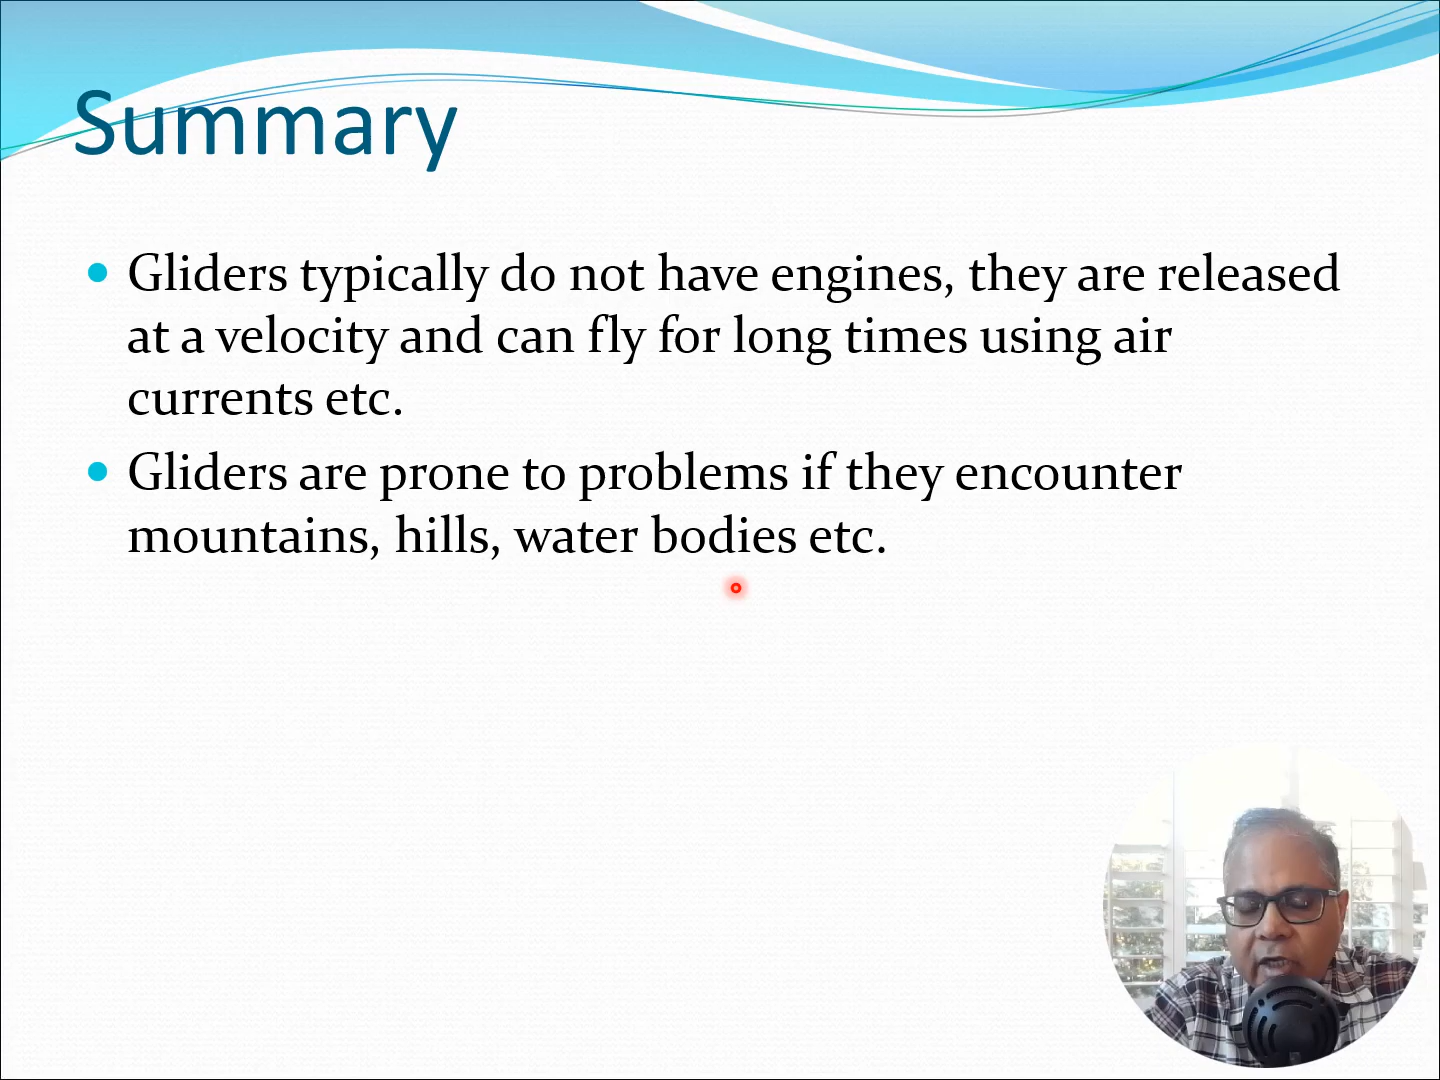 Summary
Gliders typically do not have engines, they are released
at a velocity and can fly for long times using air
currents etc.
Gliders are prone to problems if they encounter
mountains, hills, water bodies etc.